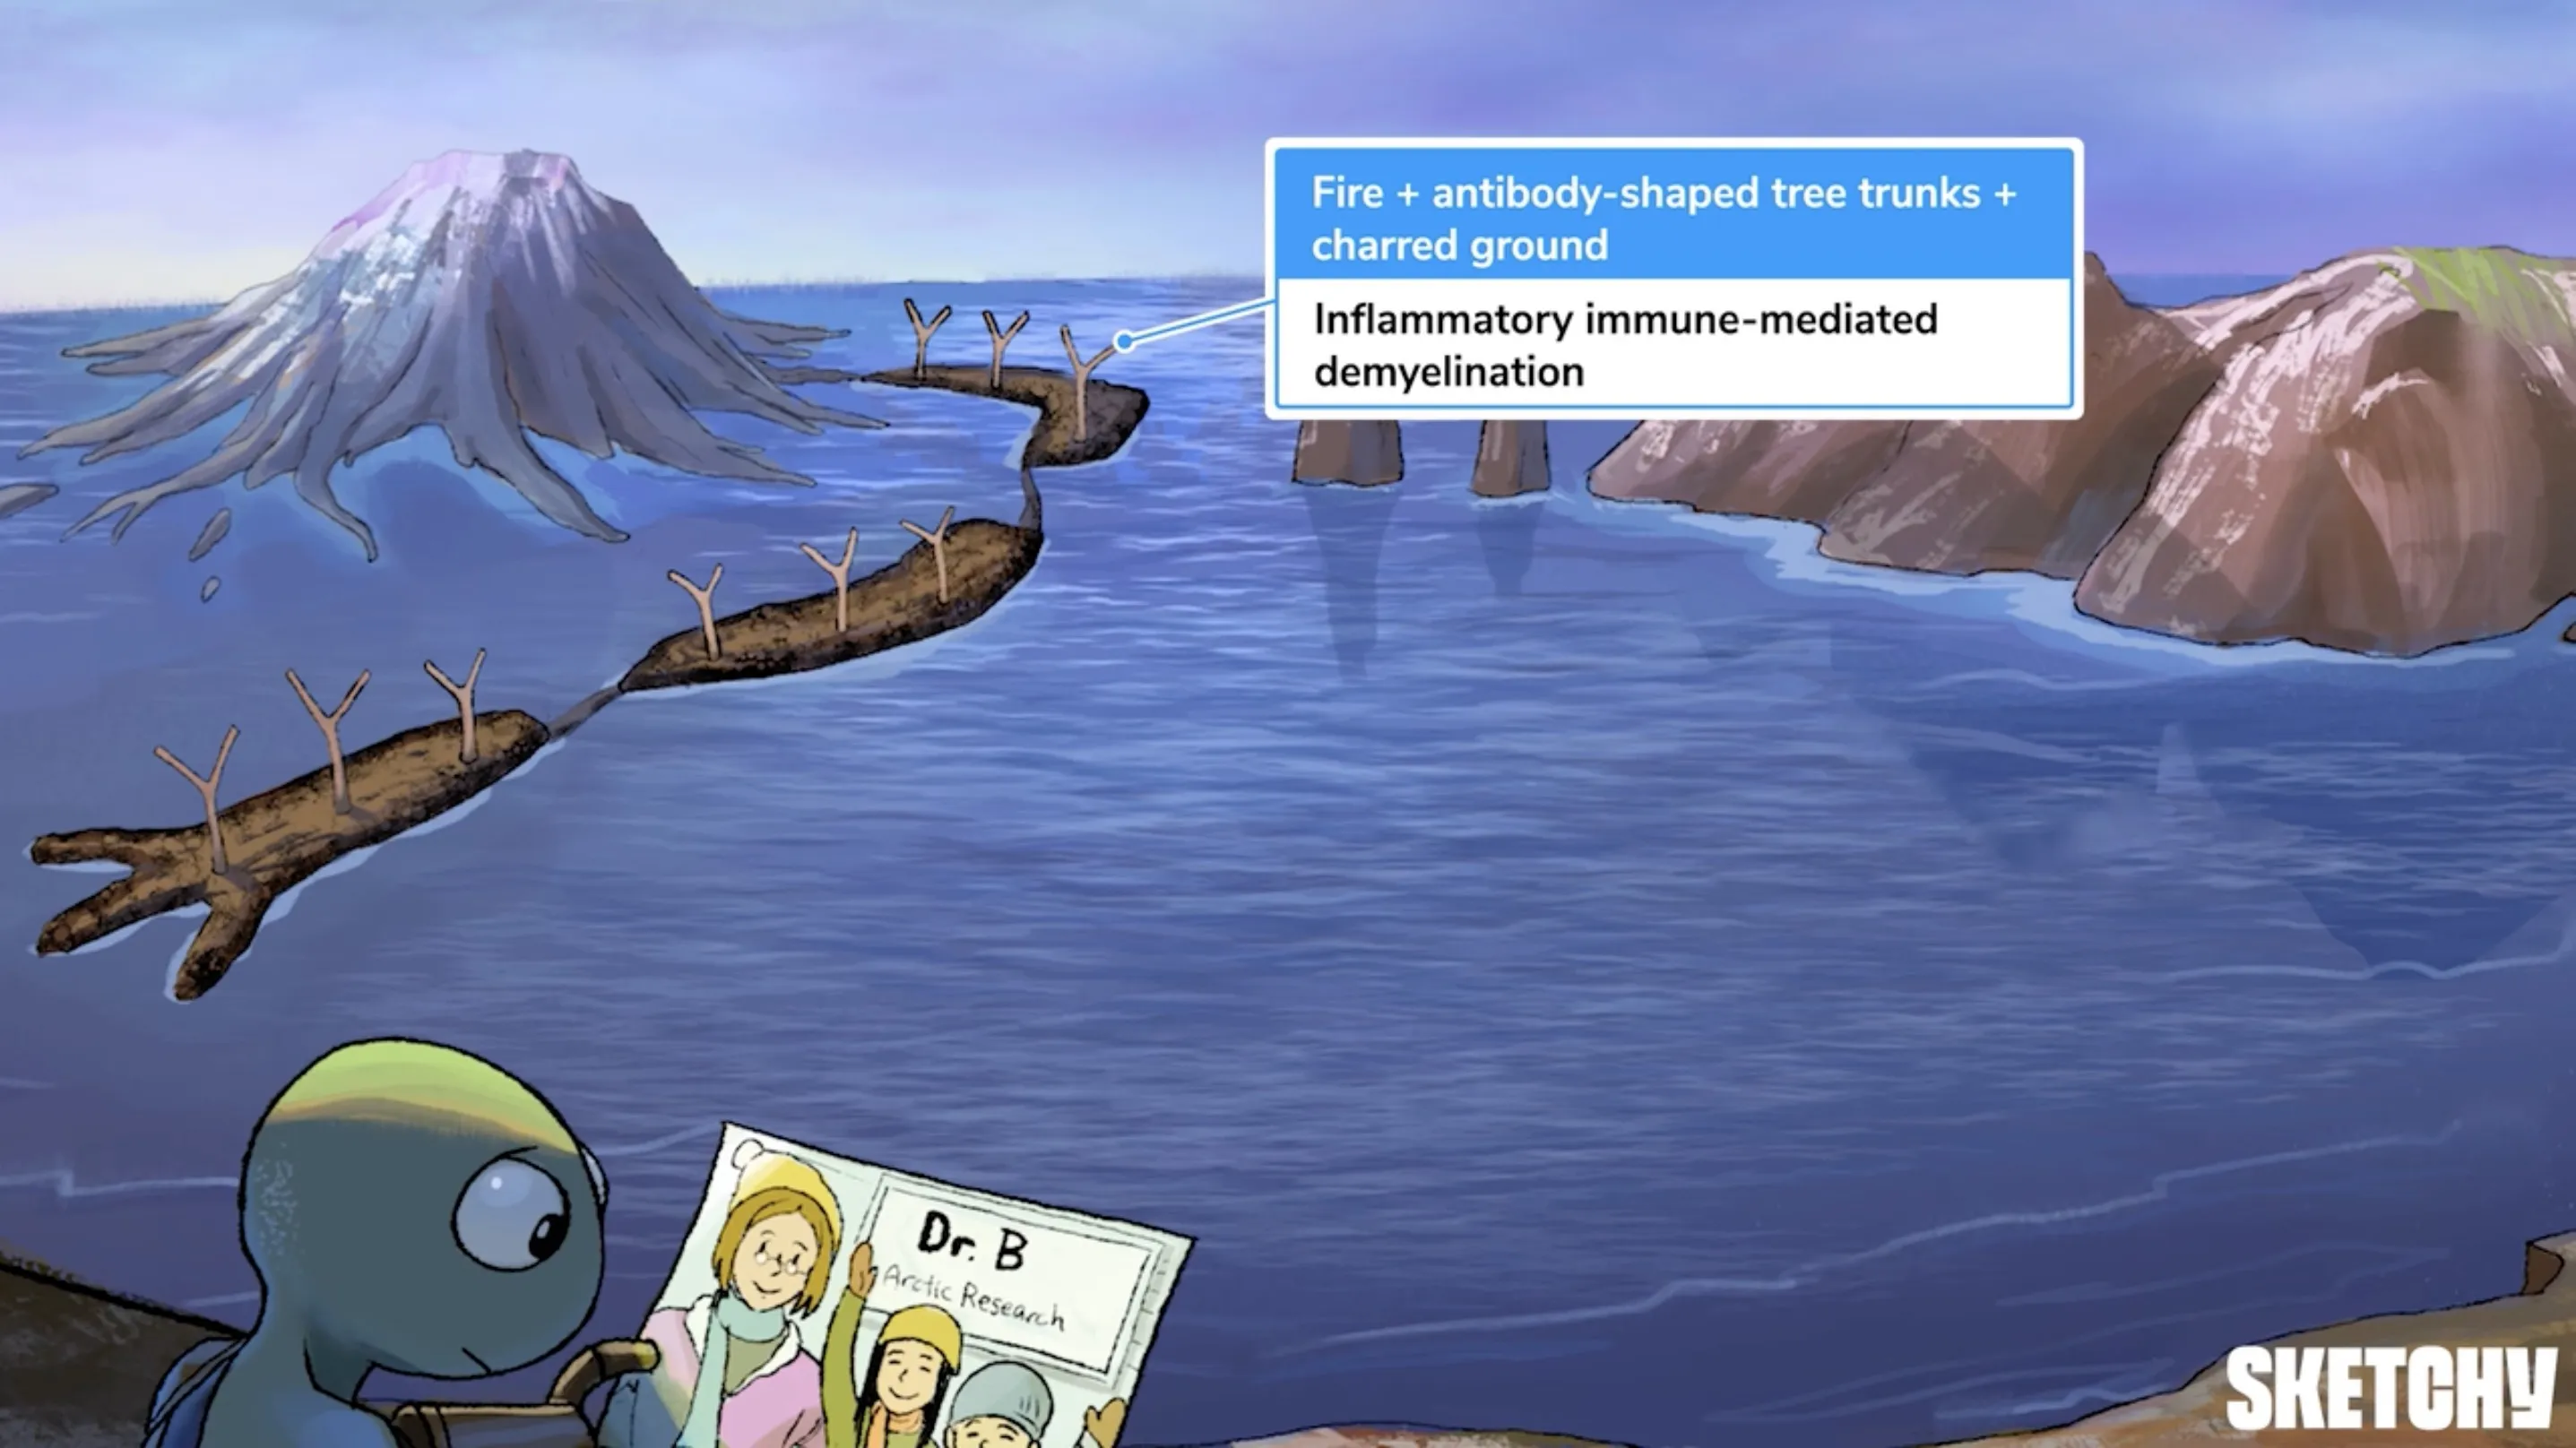 Fire + antibody-shaped tree trunks +
charred ground
Inflammatory immune-mediated
demyelination
Dr. B
Arctic Research
SKETCHY